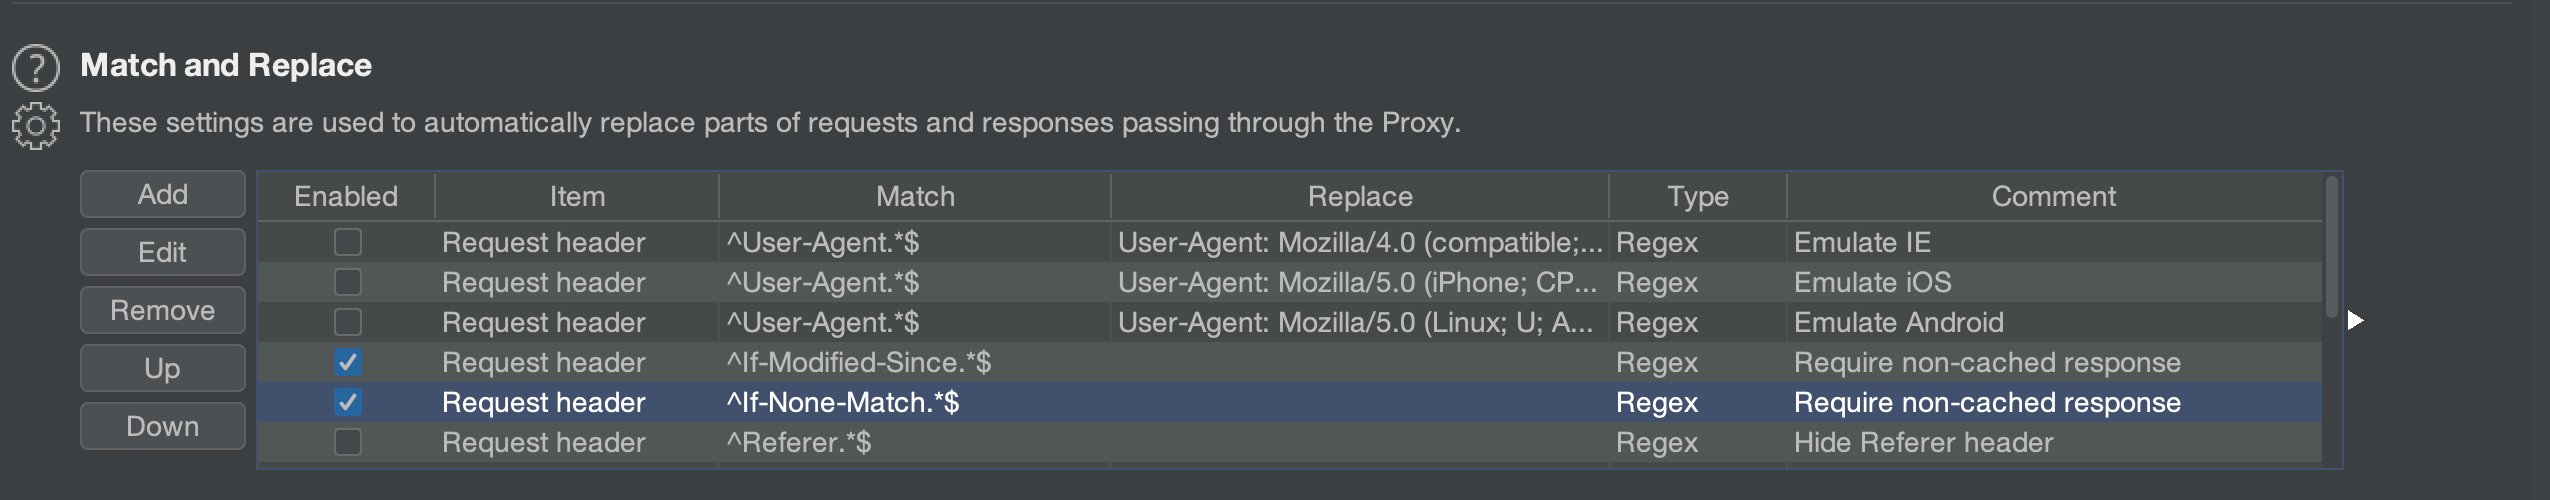 Match and Replace
These settings are used to automatically replace parts of requests and responses passing through the Proxy.
Add
Edit
Remove
Up
Down
Enabled Item Match Replace Type Comment
Request header ^User-Agent.*$ User-Agent: Mozilla/4.0 (compatible;... Regex Emulate IE
Request header ^User-Agent.*$ User-Agent: Mozilla/5.0 (iPhone; CP... Regex Emulate iOS
Request header ^User-Agent.*$ User-Agent: Mozilla/5.0 (Linux; U; A... Regex Emulate Android
Request header ^If-Modified-Since.*$ Regex Require non-cached response
Request header ^If-None-Match.*$ Regex Require non-cached response
Request header ^Referer.*$ Regex Hide Referer header